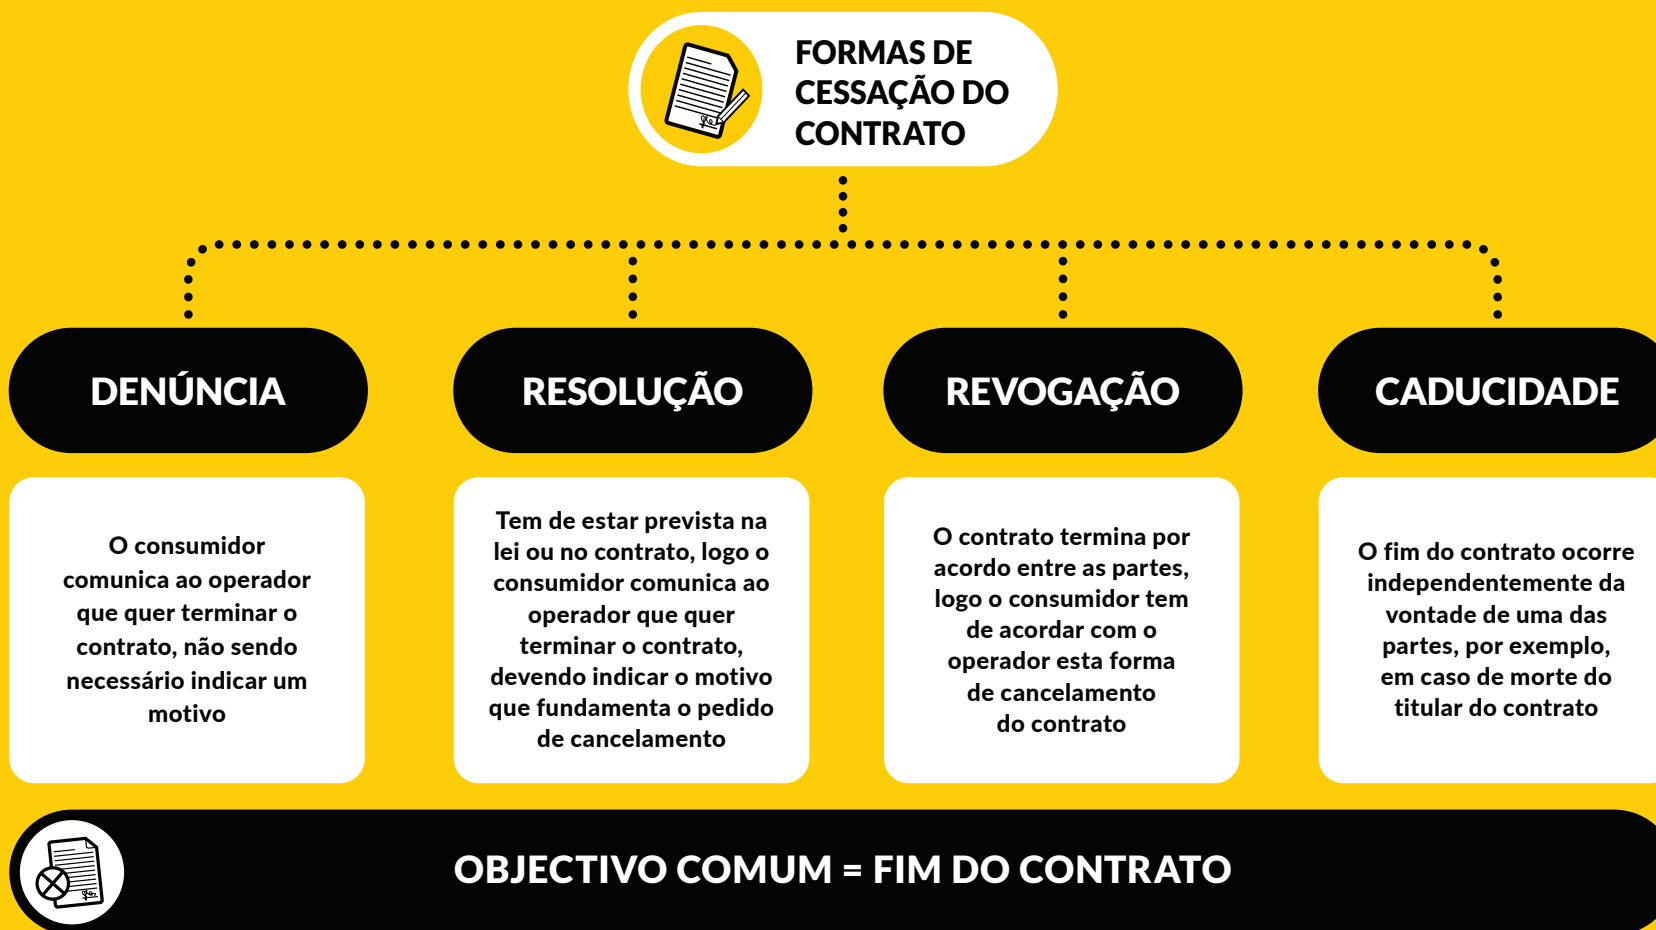 FORMAS DE
CESSAÇÃO DO
CONTRATO
DENÚNCIA
O consumidor
comunica ao operador
que quer terminar o
contrato, não sendo
necessário indicar um
motivo
RESOLUÇÃO
Tem de estar prevista na
lei ou no contrato, logo o
consumidor comunica ao
operador que quer
terminar o contrato,
devendo indicar o motivo
que fundamenta o pedido
de cancelamento
REVOGAÇÃO
O contrato termina por
acordo entre as partes,
logo o consumidor tem
de acordar com o
operador esta forma
de cancelamento
do contrato
CADUCIDADE
O fim do contrato ocorre
independentemente da
vontade de uma das
partes, por exemplo,
em caso de morte do
titular do contrato
OBJECTIVO COMUM = FIM DO CONTRATO